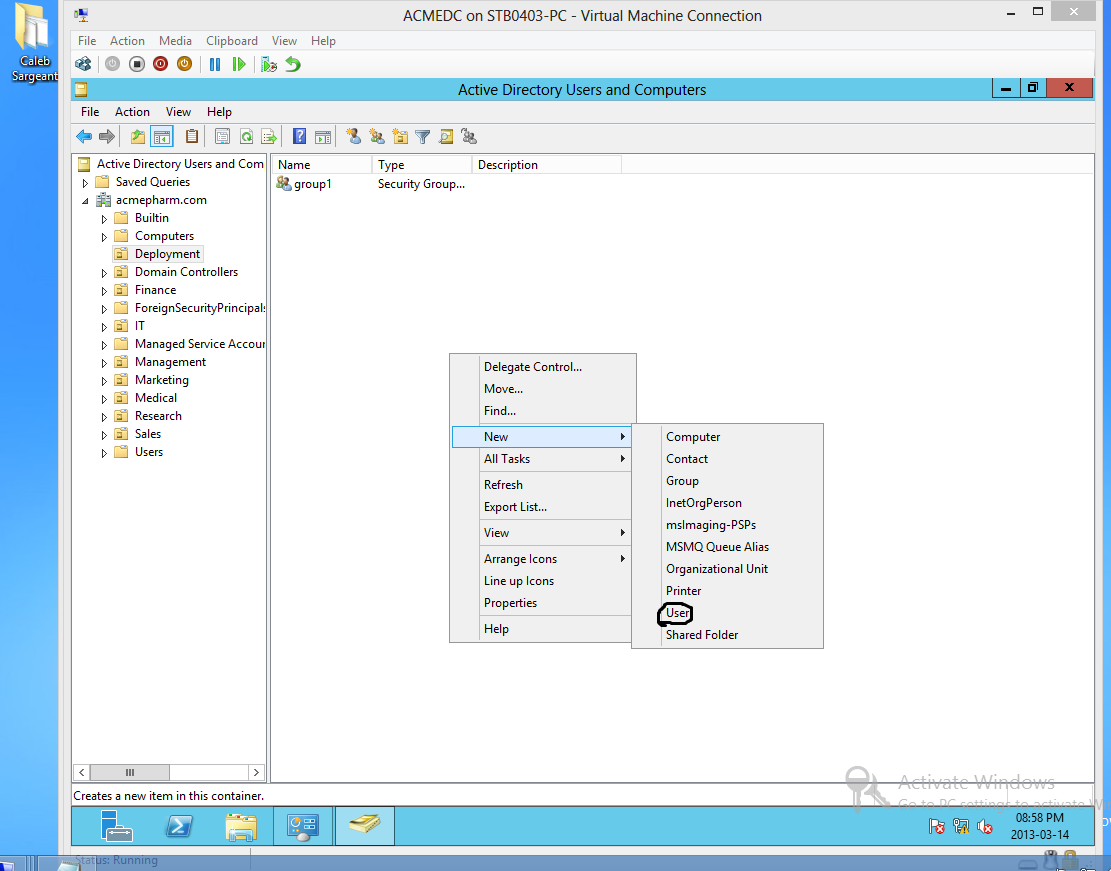 Caleb
Sargeant
ACMEDC on STB0403-PC - Virtual Machine Connection
File Action Media Clipboard View Help
Active Directory Users and Computers
File Action View Help
Active Directory Users and Com
Saved Queries
acmepharm.com
Builtin
Computers
Deployment
Domain Controllers
Finance
ForeignSecurityPrincipals
IT
Managed Service Accour
Management
Marketing
Medical
Research
Sales
Users
Name Type Description
group1 Security Group...
Delegate Control...
Move...
Find...
New
All Tasks
Refresh
Export List...
View
Arrange Icons
Line up Icons
Properties
Help
Computer
Contact
Group
InetOrgPerson
msImaging-PSPs
MSMQ Queue Alias
Organizational Unit
Printer
User
Shared Folder
Creates a new item in this container.
Activate Windows
Go to PC settings to activate W
08:58 PM
2013-03-14
Status: Running